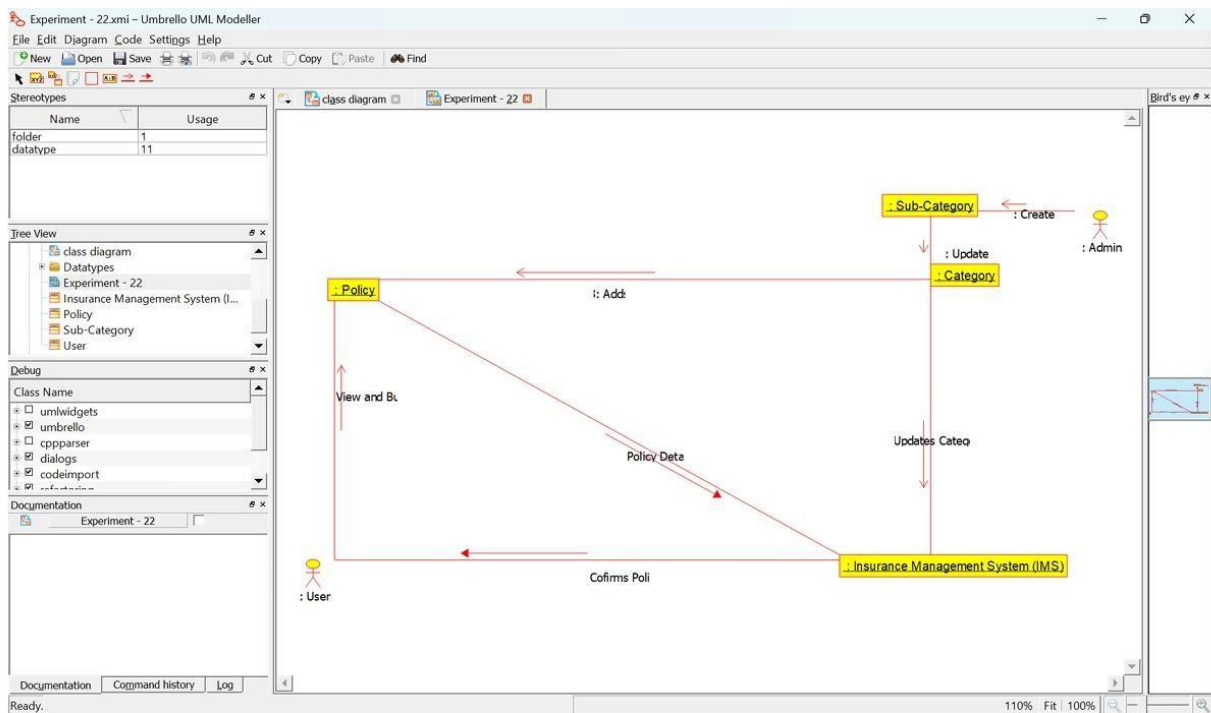 Experiment - 22.xmi – Umbrello UML Modeller
File Edit Diagram Code Settings Help
New Open Save Cut Copy Paste Find
Stereotypes
Name Usage
folder 1
datatype 11
Tree View
class diagram
Datatypes
Experiment - 22
Insurance Management System (I...
Policy
Sub-Category
User
Debug
Class Name
umlwidgets
umbrello
cppparser
dialogs
codeimport
Documentation
Experiment - 22
Documentation Command history Log
Ready.
class diagram Experiment - 22
Bird's ey
: Sub-Category
: Create
: Admin
: Update
: Category
: Policy
: Add
View and Bu
Updates Categ
Policy Deta
: Insurance Management System (IMS)
Cofirms Poli
: User
110% Fit 100%